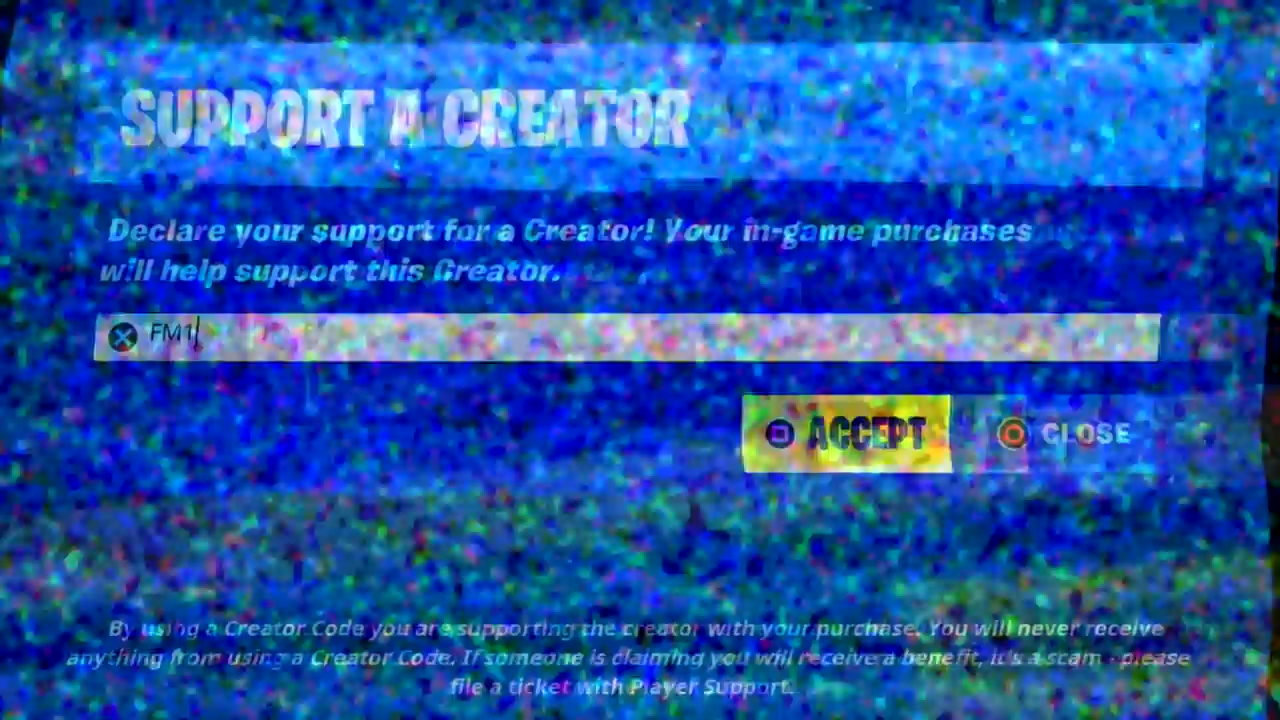 SUPPORT A CREATOR
Declare your support for a Creator! Your in-game purchases
will help support this Creator.
FM1
ACCEPT
CLOSE
By using a Creator Code you are supporting the creator with your purchase. You will never receive
anything from using a Creator Code. If someone is claiming you will receive a benefit, it's a scam - please
file a ticket with Player Support.